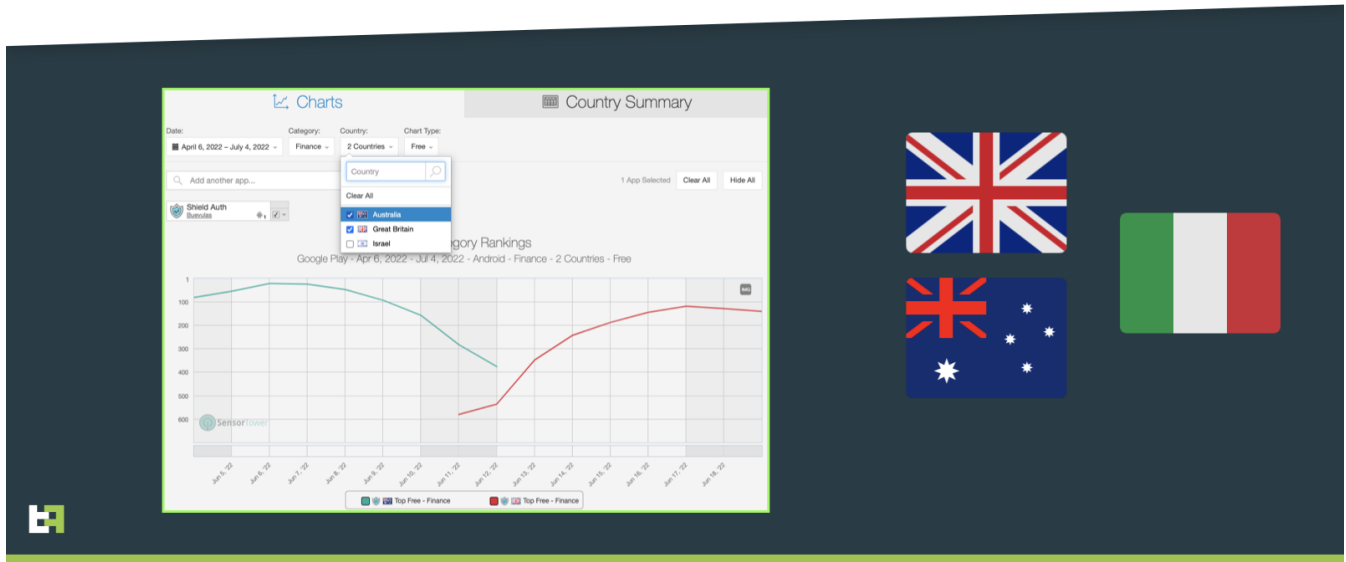 Charts
Country Summary
Date:
Category:
Country:
Chart Type:
April 6, 2022 – July 4, 2022
Finance
2 Countries
Free
Country
Add another app...
1 App Selected
Clear All
Hide All
Clear All
Shield Auth
1
Australia
Great Britain
Israel
gory Rankings
Google Play - Apr 6, 2022 - Jul 4, 2022 - Android - Finance - 2 Countries - Free
IMG
1
100
200
300
400
500
600
SensorTower
Jun 5, '22
Jun 6, '22
Jun 7, '22
Jun 8, '22
Jun 9, '22
Jun 10, '22
Jun 11, '22
Jun 12, '22
Jun 13, '22
Jun 14, '22
Jun 15, '22
Jun 16, '22
Jun 17, '22
Jun 18, '22
Top Free - Finance
Top Free - Finance